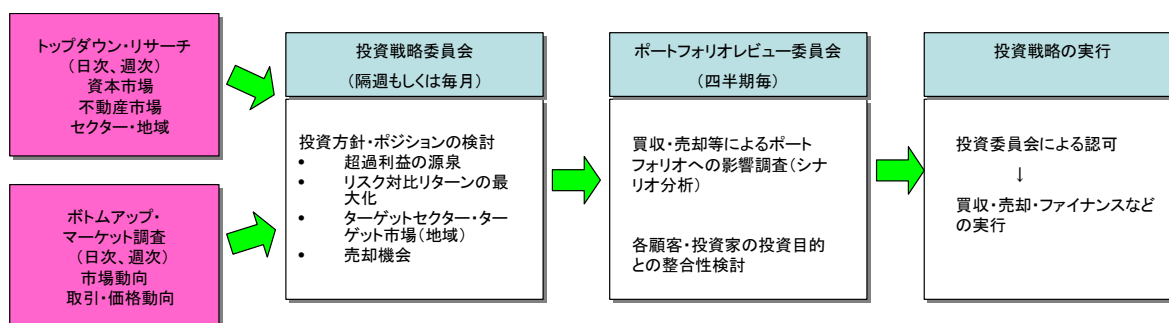 トップダウン・リサーチ
（日次、週次）
資本市場
不動産市場
セクター・地域
ボトムアップ・
マーケット調査
（日次、週次）
市場動向
取引・価格動向
投資戦略委員会
（隔週もしくは毎月）
投資方針・ポジションの検討
• 超過利益の源泉
• リスク対比リターンの最
大化
• ターゲットセクター・ター
ゲット市場（地域）
• 売却機会
ポートフォリオレビュー委員会
（四半期毎）
買収・売却等によるポート
フォリオへの影響調査（シナ
リオ分析）
各顧客・投資家の投資目的
との整合性検討
投資戦略の実行
投資委員会による認可
↓
買収・売却・ファイナンスなど
の実行